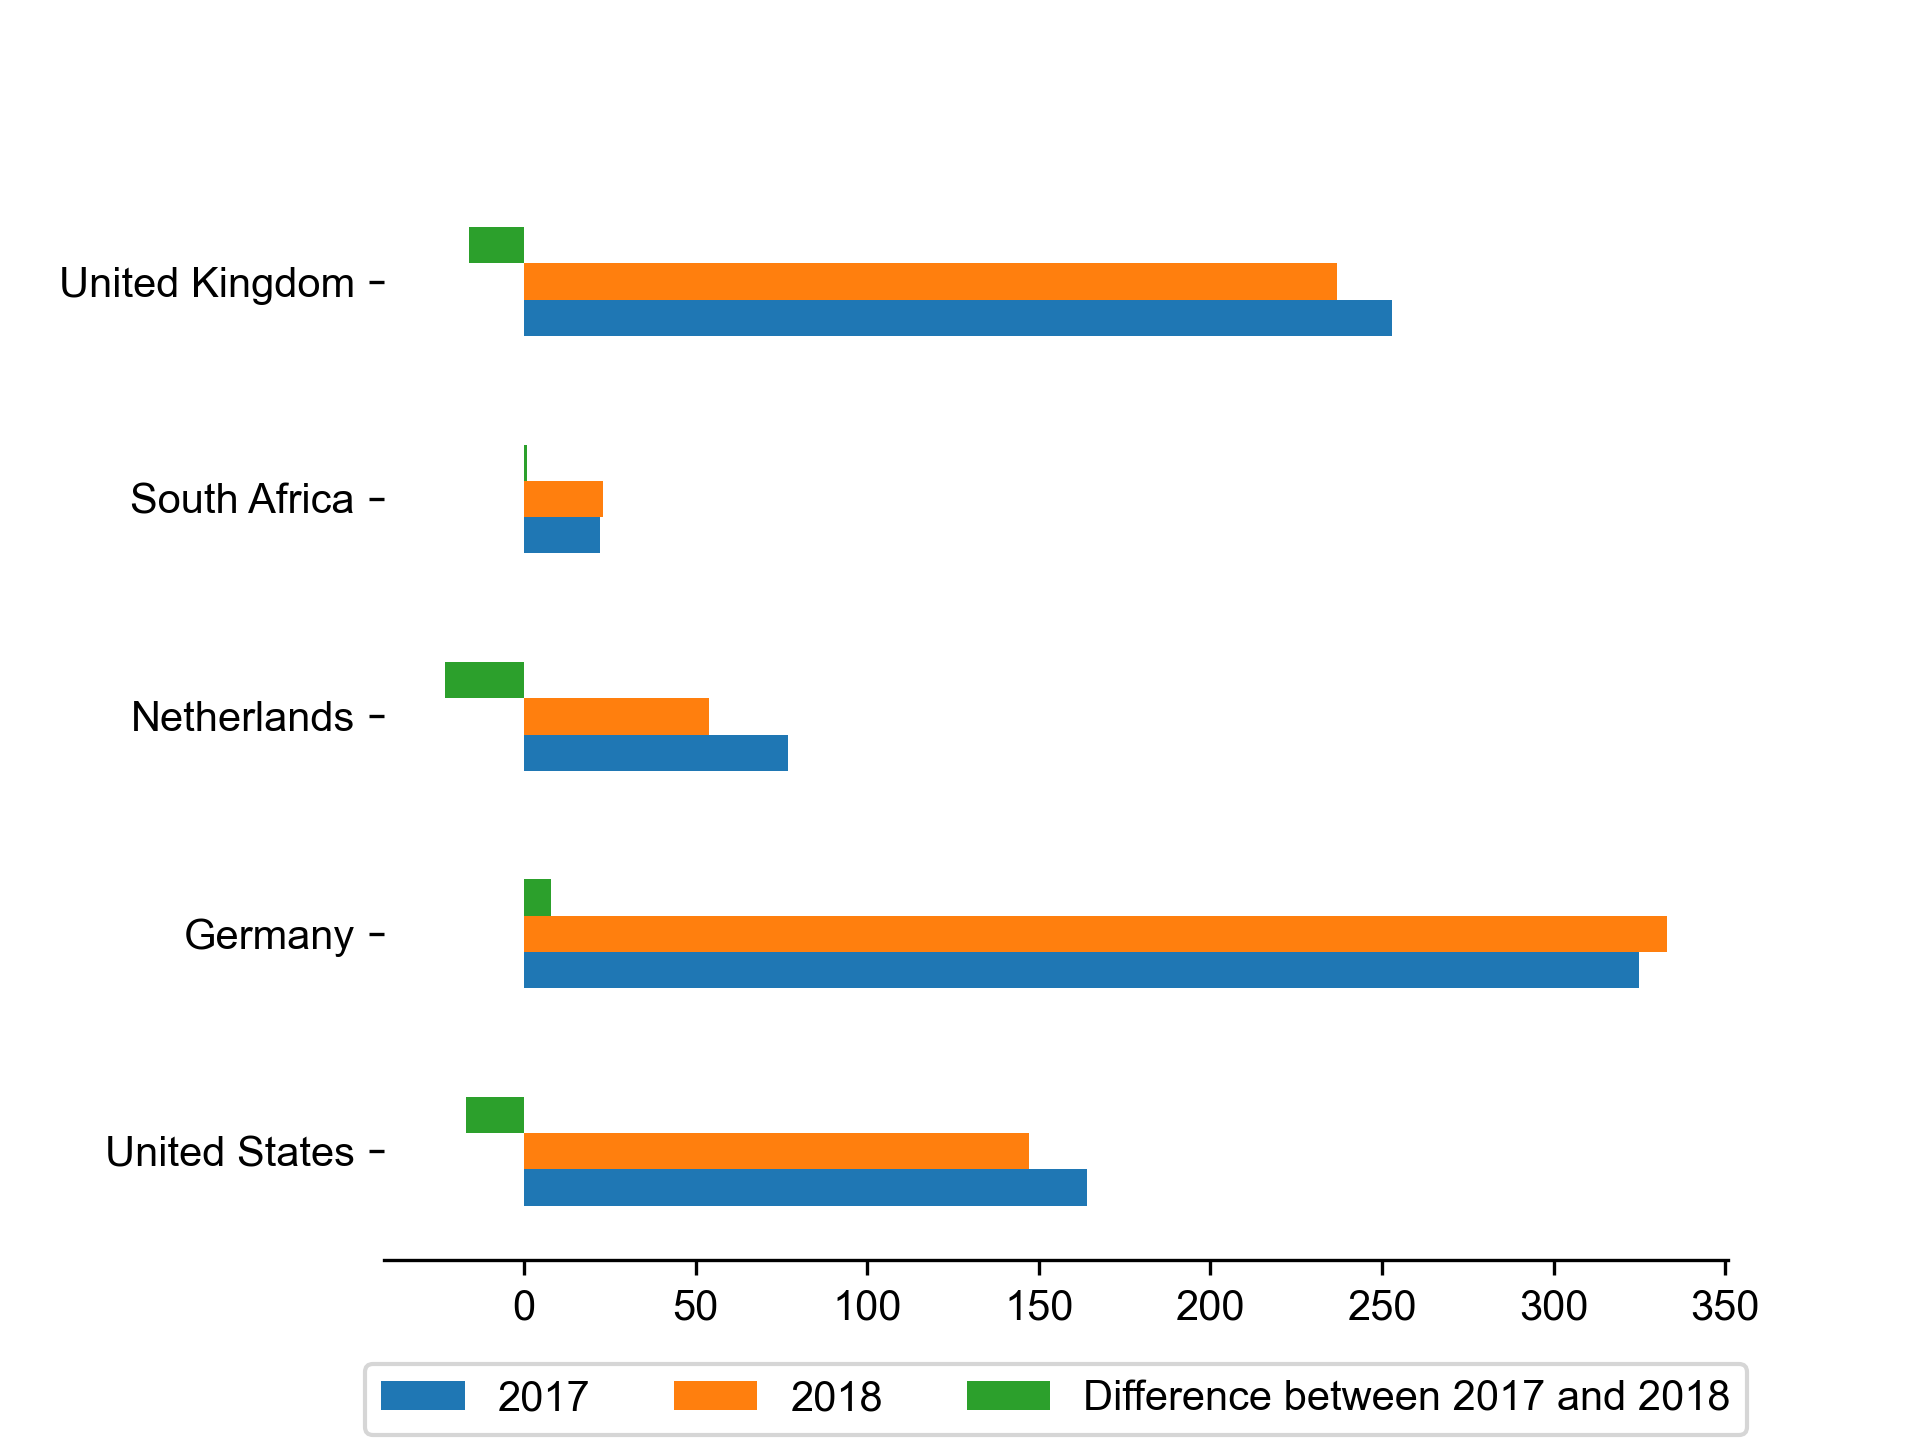 United Kingdom
South Africa
Netherlands
Germany
United States
0 50 100 150 200 250 300 350
2017 2018 Difference between 2017 and 2018